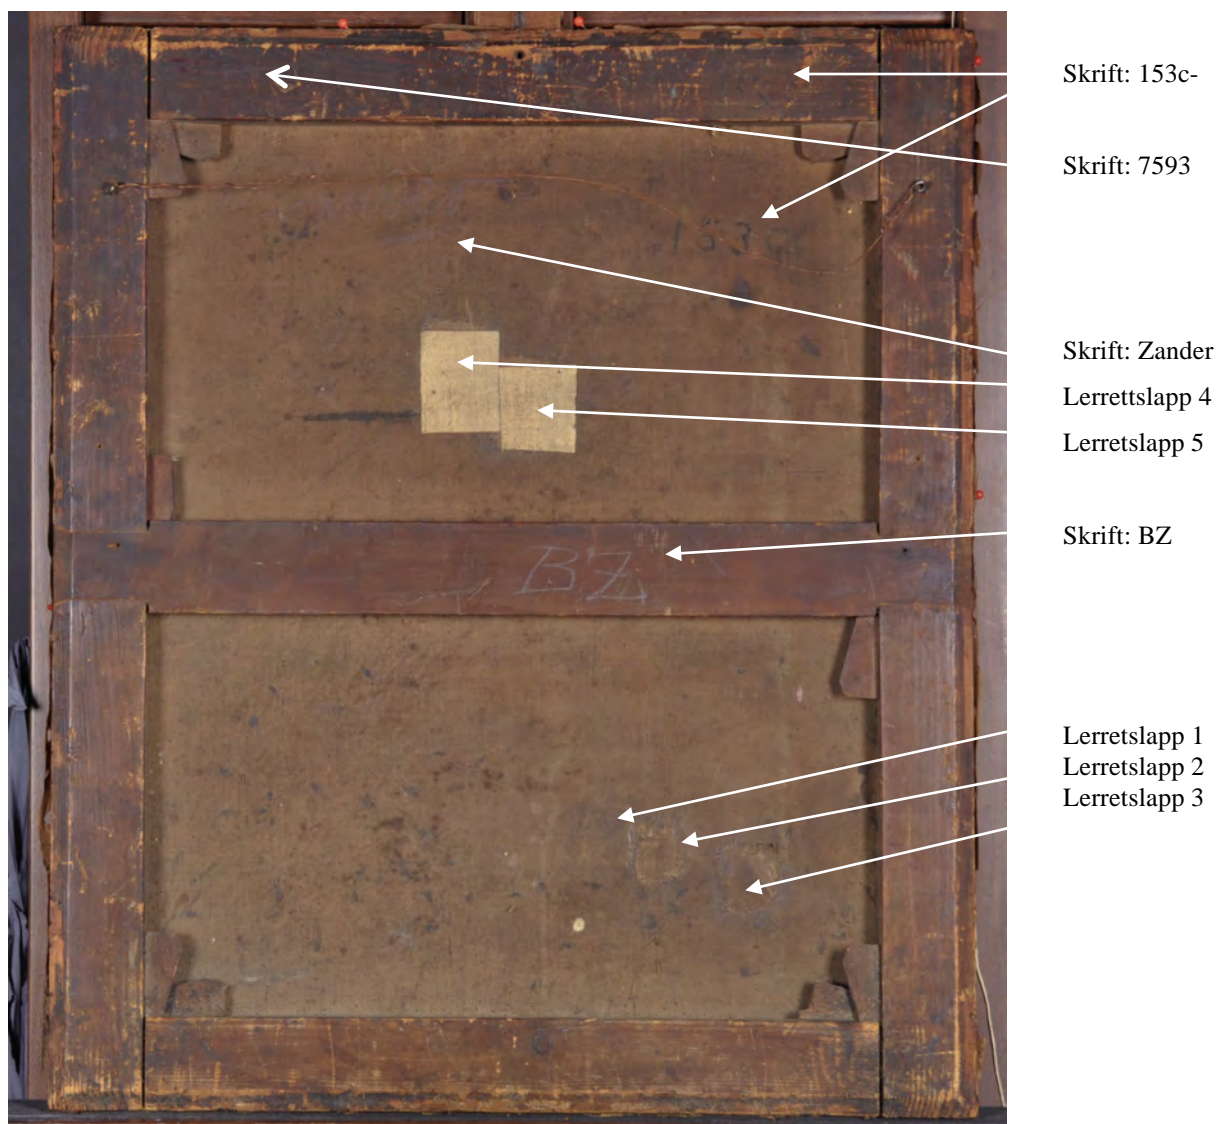 Skrift: 153c-
Skrift: 7593
153c
Skrift: Zander
Lerrettslapp 4
Lerretslapp 5
Skrift: BZ
BZ
Lerretslapp 1
Lerretslapp 2
Lerretslapp 3